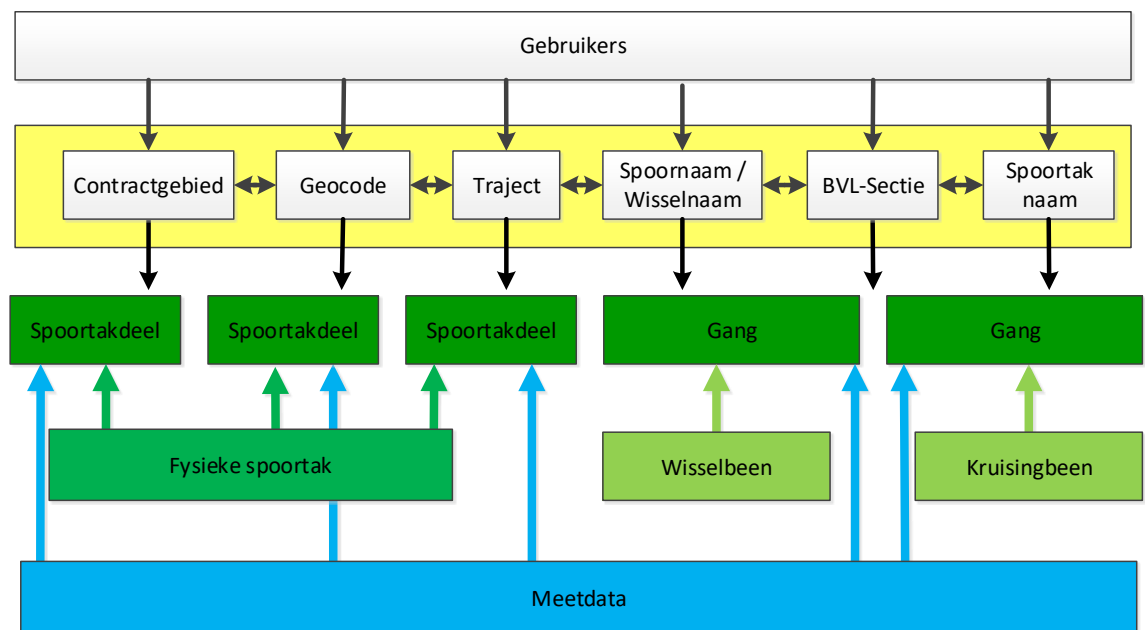 Gebruikers
Contractgebied
Geocode
Traject
Spoornaam /
Wisselnaam
BVL-Sectie
Spoortak
naam
Spoortakdeel
Spoortakdeel
Spoortakdeel
Gang
Gang
Fysieke spoortak
Wisselbeen
Kruisingbeen
Meetdata